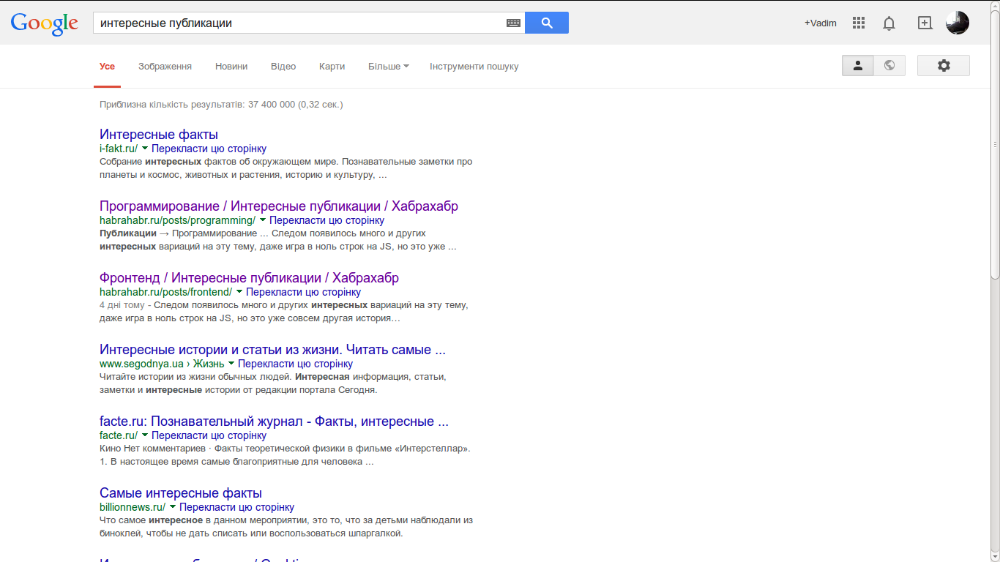 Google
интересные публикации
+Vadim
Усе Зображення Новини Відео Карти Більше Інструменти пошуку
Приблизна кількість результатів: 37 400 000 (0,32 сек.)
Интересные факты
i-fakt.ru/ Перекласти цю сторінку
Собрание интересных фактов об окружающем мире. Познавательные заметки про
планеты и космос, животных и растения, историю и культуру, ...
Программирование / Интересные публикации / Хабрахабр
habrahabr.ru/posts/programming/ Перекласти цю сторінку
Публикации → Программирование ... Следом появилось много и других
интересных вариаций на эту тему, даже игра в ноль строк на JS, но это уже ...
Фронтенд / Интересные публикации / Хабрахабр
habrahabr.ru/posts/frontend/ Перекласти цю сторінку
4 дні тому - Следом появилось много и других интересных вариаций на эту тему,
даже игра в ноль строк на JS, но это уже совсем другая история…
Интересные истории и статьи из жизни. Читать самые ...
www.segodnya.ua › Жизнь Перекласти цю сторінку
Читайте истории из жизни обычных людей. Интересная информация, статьи,
заметки и интересные истории от редакции портала Сегодня.
facte.ru: Познавательный журнал - Факты, интересные ...
facte.ru/ Перекласти цю сторінку
Кино Нет комментариев · Факты теоретической физики в фильме «Интерстеллар».
1. В настоящее время самые благоприятные для человека ...
Самые интересные факты
billionnews.ru/ Перекласти цю сторінку
Что самое интересное в данном мероприятии, это то, что за детьми наблюдали из
биноклей, чтобы не дать списать или воспользоваться шпаргалкой.